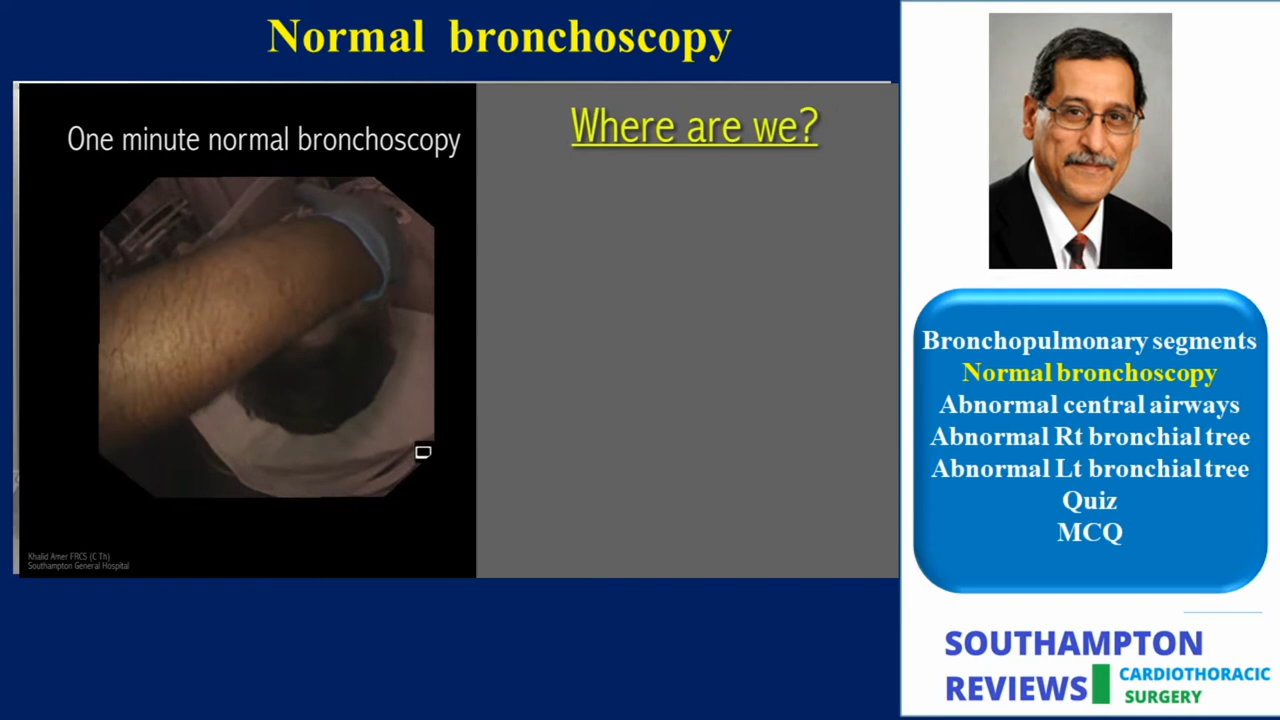 Normal bronchoscopy
One minute normal bronchoscopy
Where are we?
Khalid Amer FRCS (C Th)
Southampton General Hospital
Bronchopulmonary segments
Normal bronchoscopy
Abnormal central airways
Abnormal Rt bronchial tree
Abnormal Lt bronchial tree
Quiz
MCQ
SOUTHAMPTON
REVIEWS CARDIOTHORACIC
SURGERY